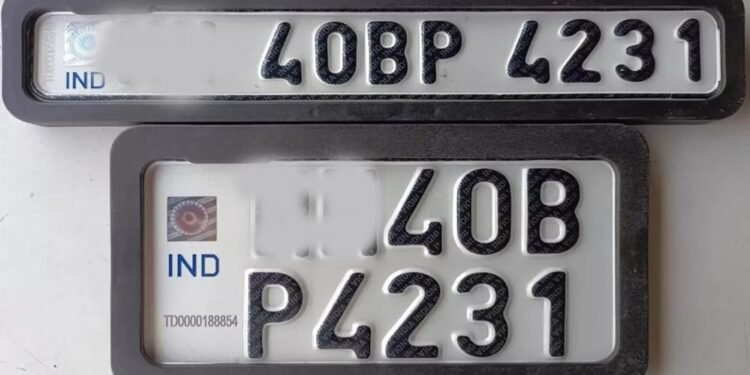 IND
40BP 4231
40B
IND
P4231
TD0000188854